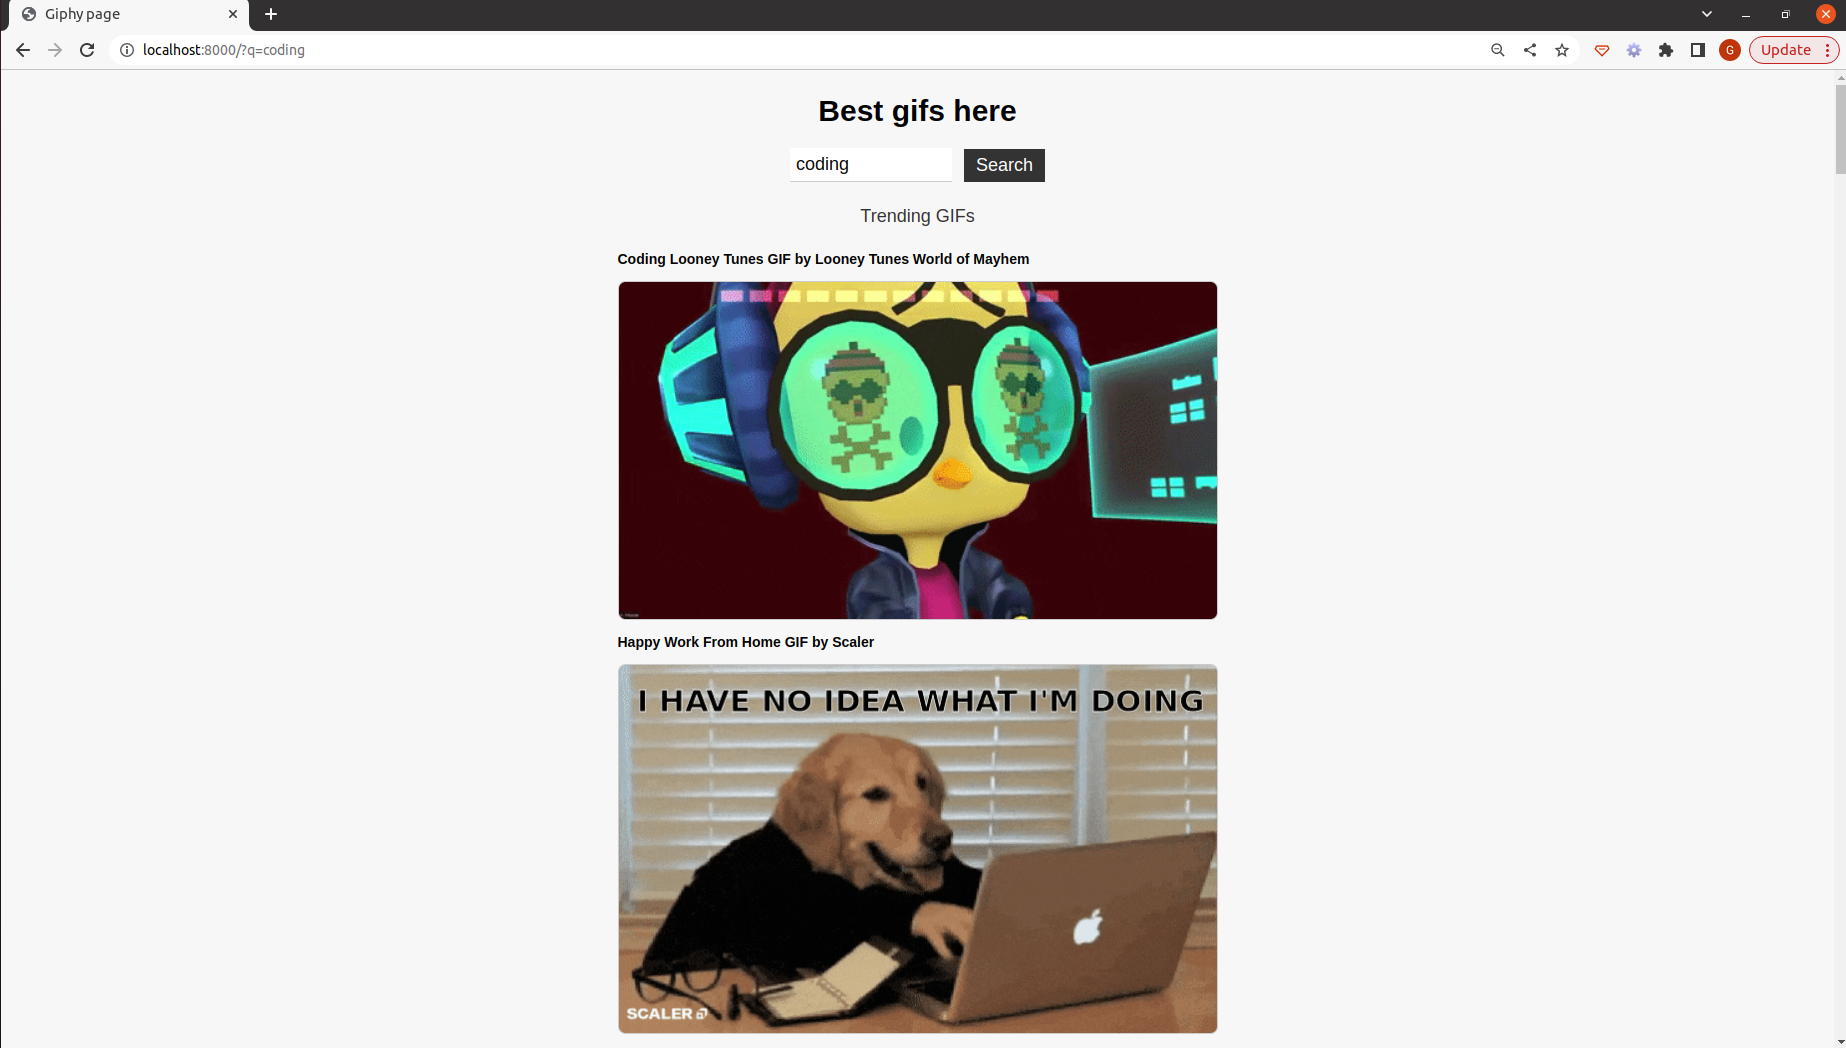 Giphy page
localhost:8000/?q=coding
G
Update
Best gifs here
coding
Search
Trending GIFs
Coding Looney Tunes GIF by Looney Tunes World of Mayhem
Happy Work From Home GIF by Scaler
I HAVE NO IDEA WHAT I'M DOING
SCALER